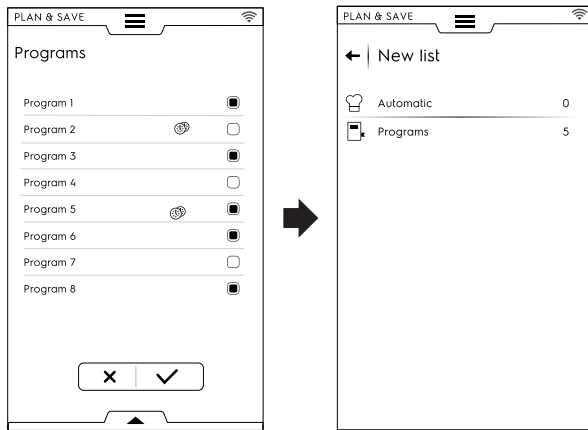 PLAN & SAVE
Programs
Program 1
Program 2
Program 3
Program 4
Program 5
Program 6
Program 7
Program 8
PLAN & SAVE
New list
Automatic 0
Programs 5